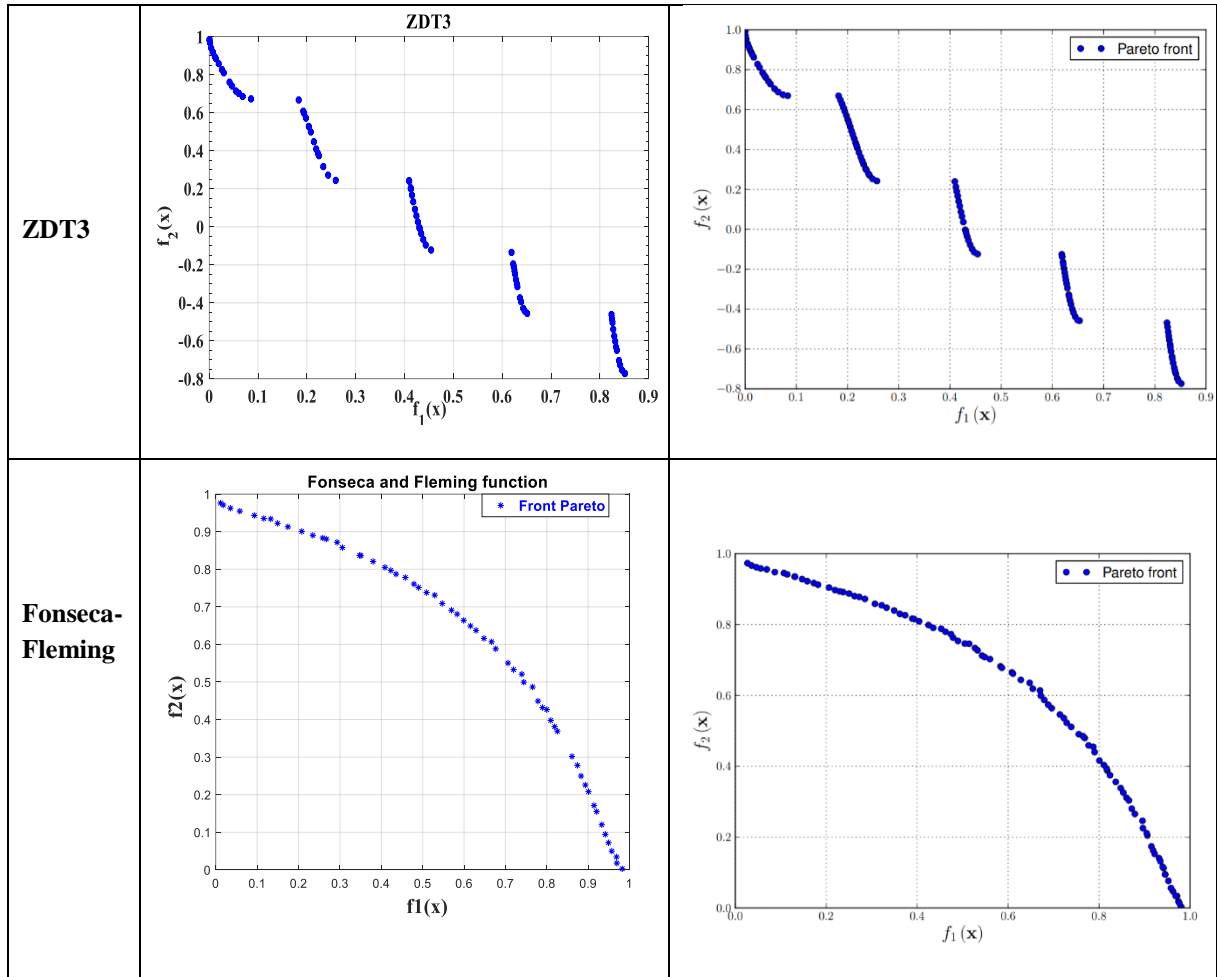 ZDT3
ZDT3
1
0.8
0.6
0.4
0.2
0
-0.2
0-.4
-0.6
-0.8
f_2(x)
0 0.1 0.2 0.3 0.4 0.5 0.6 0.7 0.8 0.9
f_1(x)
Pareto front
1.0
0.8
0.6
0.4
0.2
0.0
−0.2
−0.4
−0.6
−0.8
f_2 (x)
0.0 0.1 0.2 0.3 0.4 0.5 0.6 0.7 0.8 0.9
f_1 (x)
Fonseca-
Fleming
Fonseca and Fleming function
Front Pareto
1
0.9
0.8
0.7
0.6
0.5
0.4
0.3
0.2
0.1
0
f2(x)
0 0.1 0.2 0.3 0.4 0.5 0.6 0.7 0.8 0.9 1
f1(x)
Pareto front
1.0
0.8
0.6
0.4
0.2
0.0
f_2 (x)
0.0 0.2 0.4 0.6 0.8 1.0
f_1 (x)